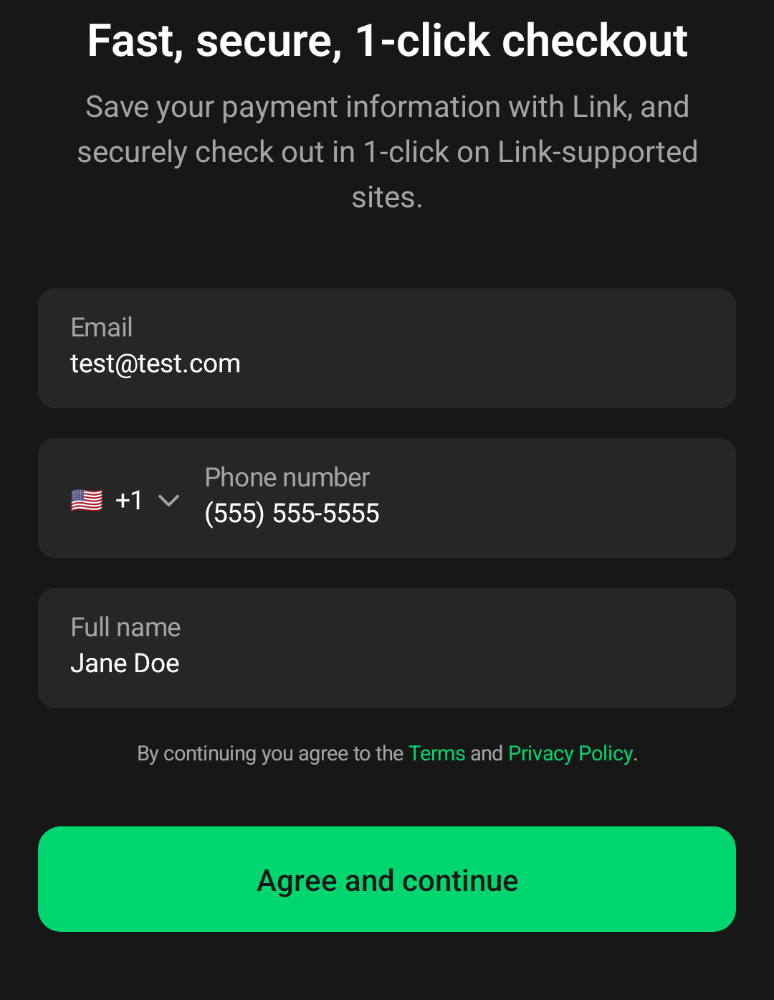 Fast, secure, 1-click checkout
Save your payment information with Link, and
securely check out in 1-click on Link-supported
sites.
Email
test@test.com
+1
Phone number
(555) 555-5555
Full name
Jane Doe
By continuing you agree to the Terms and Privacy Policy.
Agree and continue